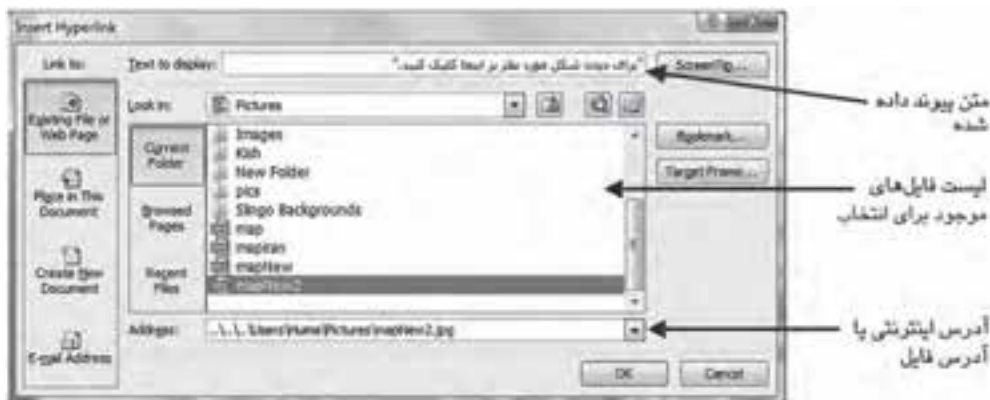 Insert Hyperlink
Link to:
Text to display:
"برای دیدن شکل مورد نظر بر اینجا کلیک کنید."
ScreenTip...
Existing File or
Web Page
Look in:
Pictures
Current
Folder
Images
Kish
New Folder
pics
Slingo Backgrounds
map
mapiran
mapNew
mapNew2
Bookmark...
Target Frame...
Place in This
Document
Browsed
Pages
Create New
Document
Recent
Files
Address:
..\..\..\Users\Hume\Pictures\mapNew2.jpg
E-mail Address
OK
Cancel
متن پیوند داده
شده
لیست فایل‌های
موجود برای انتخاب
آدرس اینترنتی یا
آدرس فایل